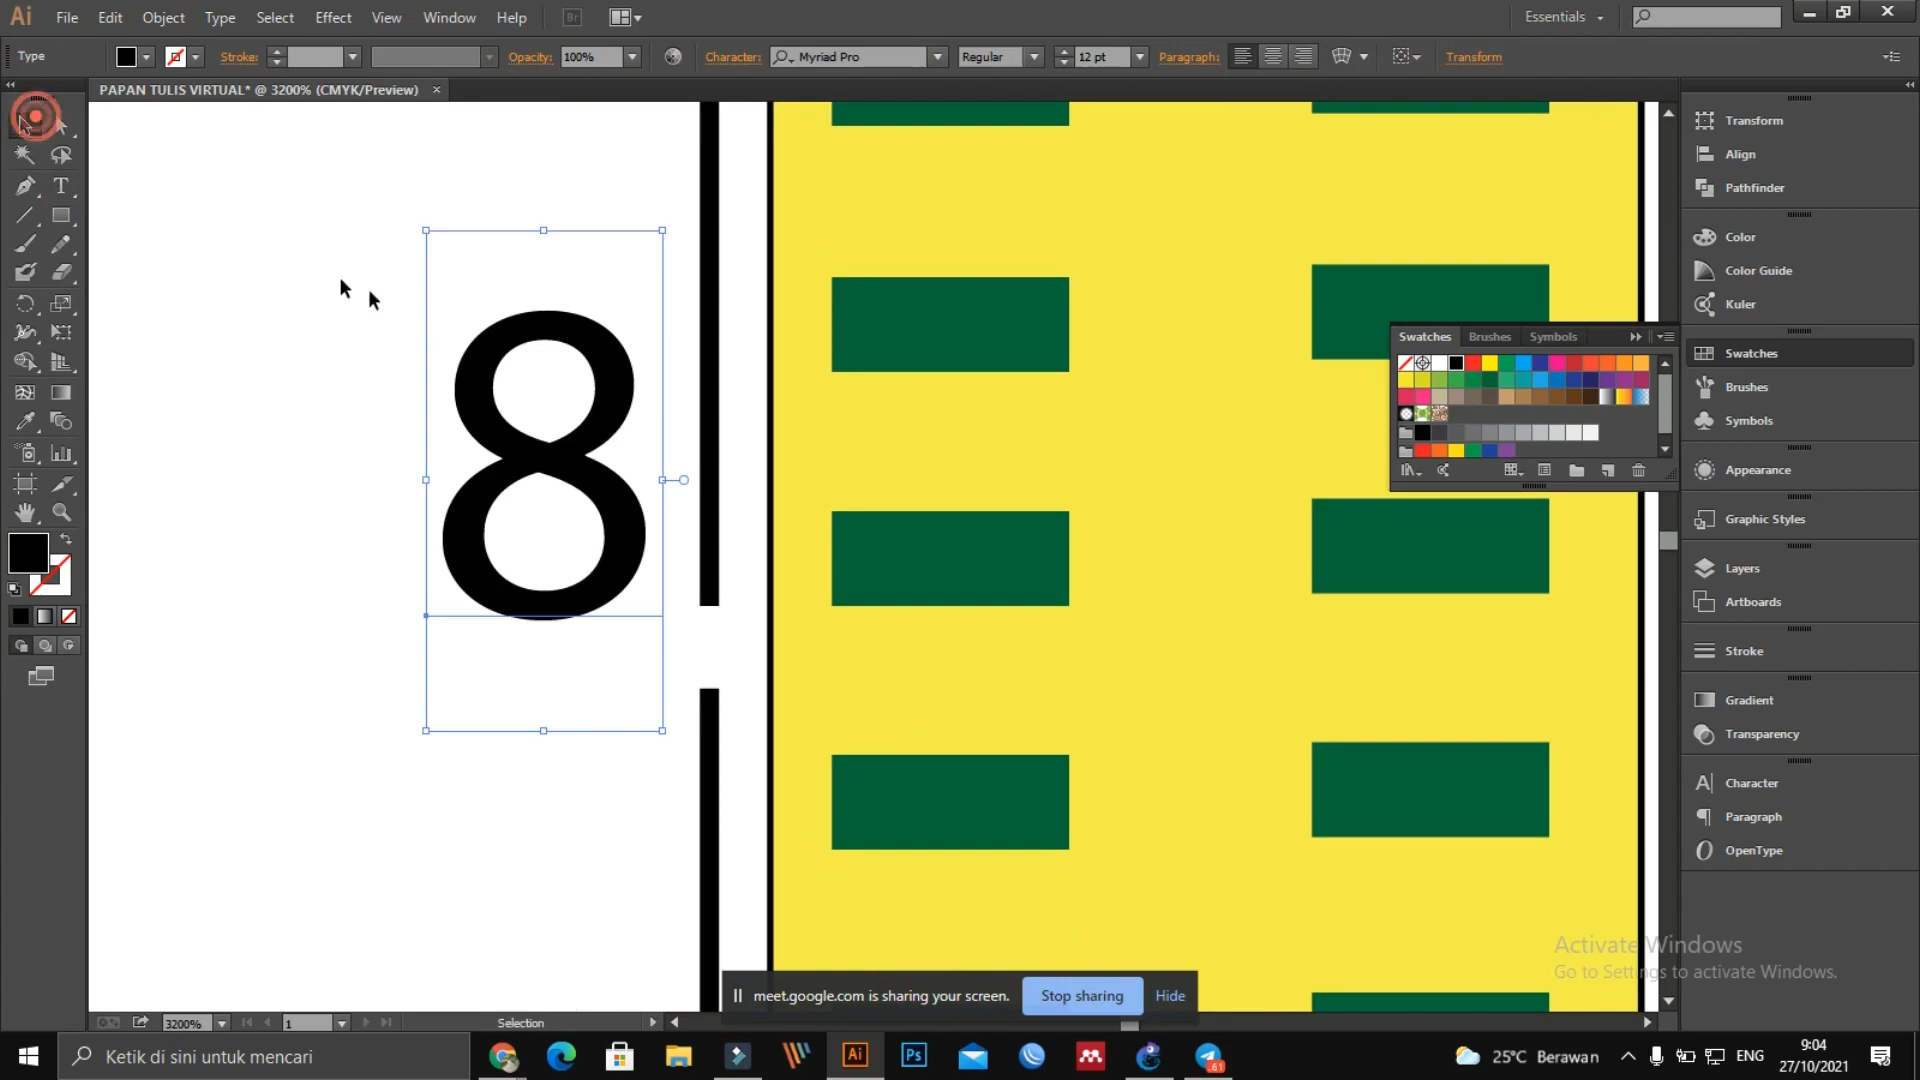 Ai File Edit Object Type Select Effect View Window Help Br Essentials
Type Stroke: Opacity: 100% Character: Myriad Pro Regular 12 pt Paragraph: Transform
PAPAN TULIS VIRTUAL* @ 3200% (CMYK/Preview) ×
8
Swatches Brushes Symbols
Transform
Align
Pathfinder
Color
Color Guide
Kuler
Swatches
Brushes
Symbols
Appearance
Graphic Styles
Layers
Artboards
Stroke
Gradient
Transparency
Character
Paragraph
OpenType
Activate Windows
Go to Settings to activate Windows.
meet.google.com is sharing your screen. Stop sharing Hide
3200% 1 Selection
Ketik di sini untuk mencari
Ai Ps 61
25°C Berawan ENG
9:04
27/10/2021